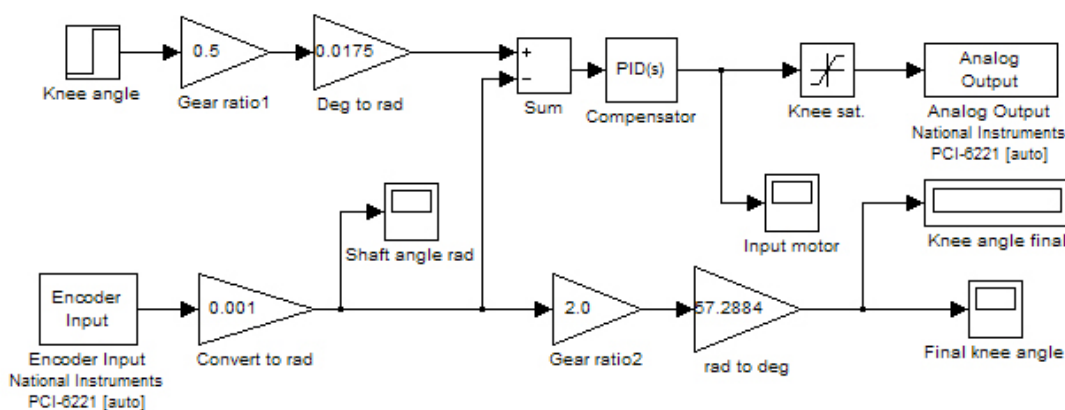 0.5
0.0175
+
−
PID(s)
Analog
Output
Knee angle
Gear ratio1
Deg to rad
Sum
Compensator
Knee sat.
Analog Output
National Instruments
PCI-6221 [auto]
Shaft angle rad
Input motor
Knee angle final
Encoder
Input
0.001
2.0
57.2884
Encoder Input
National Instruments
PCI-6221 [auto]
Convert to rad
Gear ratio2
rad to deg
Final knee angle